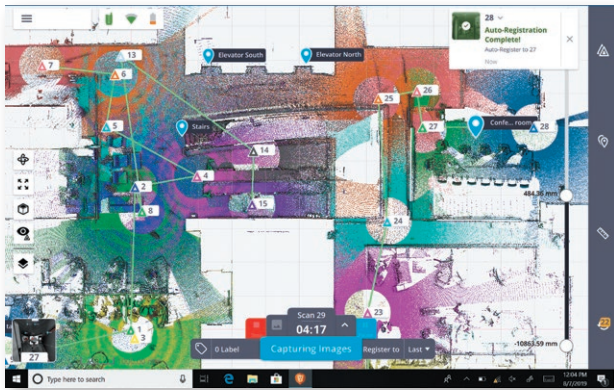 28
Auto-Registration
Complete!
Auto-Register to 27
Now
13
7
6
Elevator South
Elevator North
26
25
5
Stairs
27
Confe... room
28
14
4
2
8
15
484.36 mm
24
23
Scan 29
04:17
1
3
27
0 Label
Capturing Images
Register to
Last
22
Type here to search
12:04 PM
8/7/2019